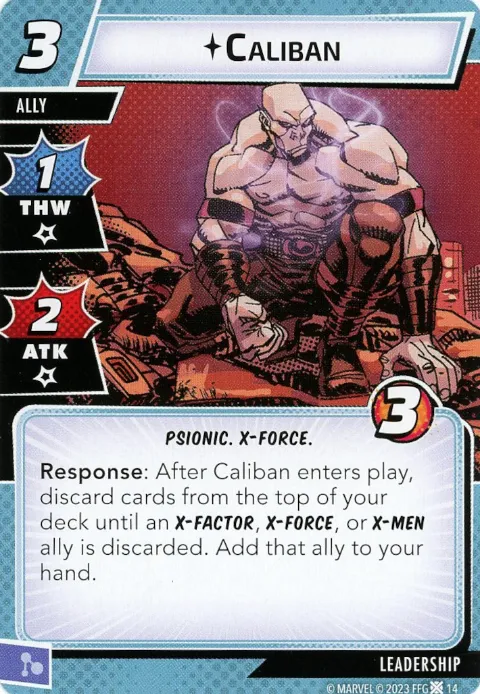 3
Caliban
ALLY
1
THW
2
ATK
3
PSIONIC. X-FORCE.
Response: After Caliban enters play,
discard cards from the top of your
deck until an X-FACTOR, X-FORCE, or X-MEN
ally is discarded. Add that ally to your
hand.
LEADERSHIP
© MARVEL © 2023 FFG 14